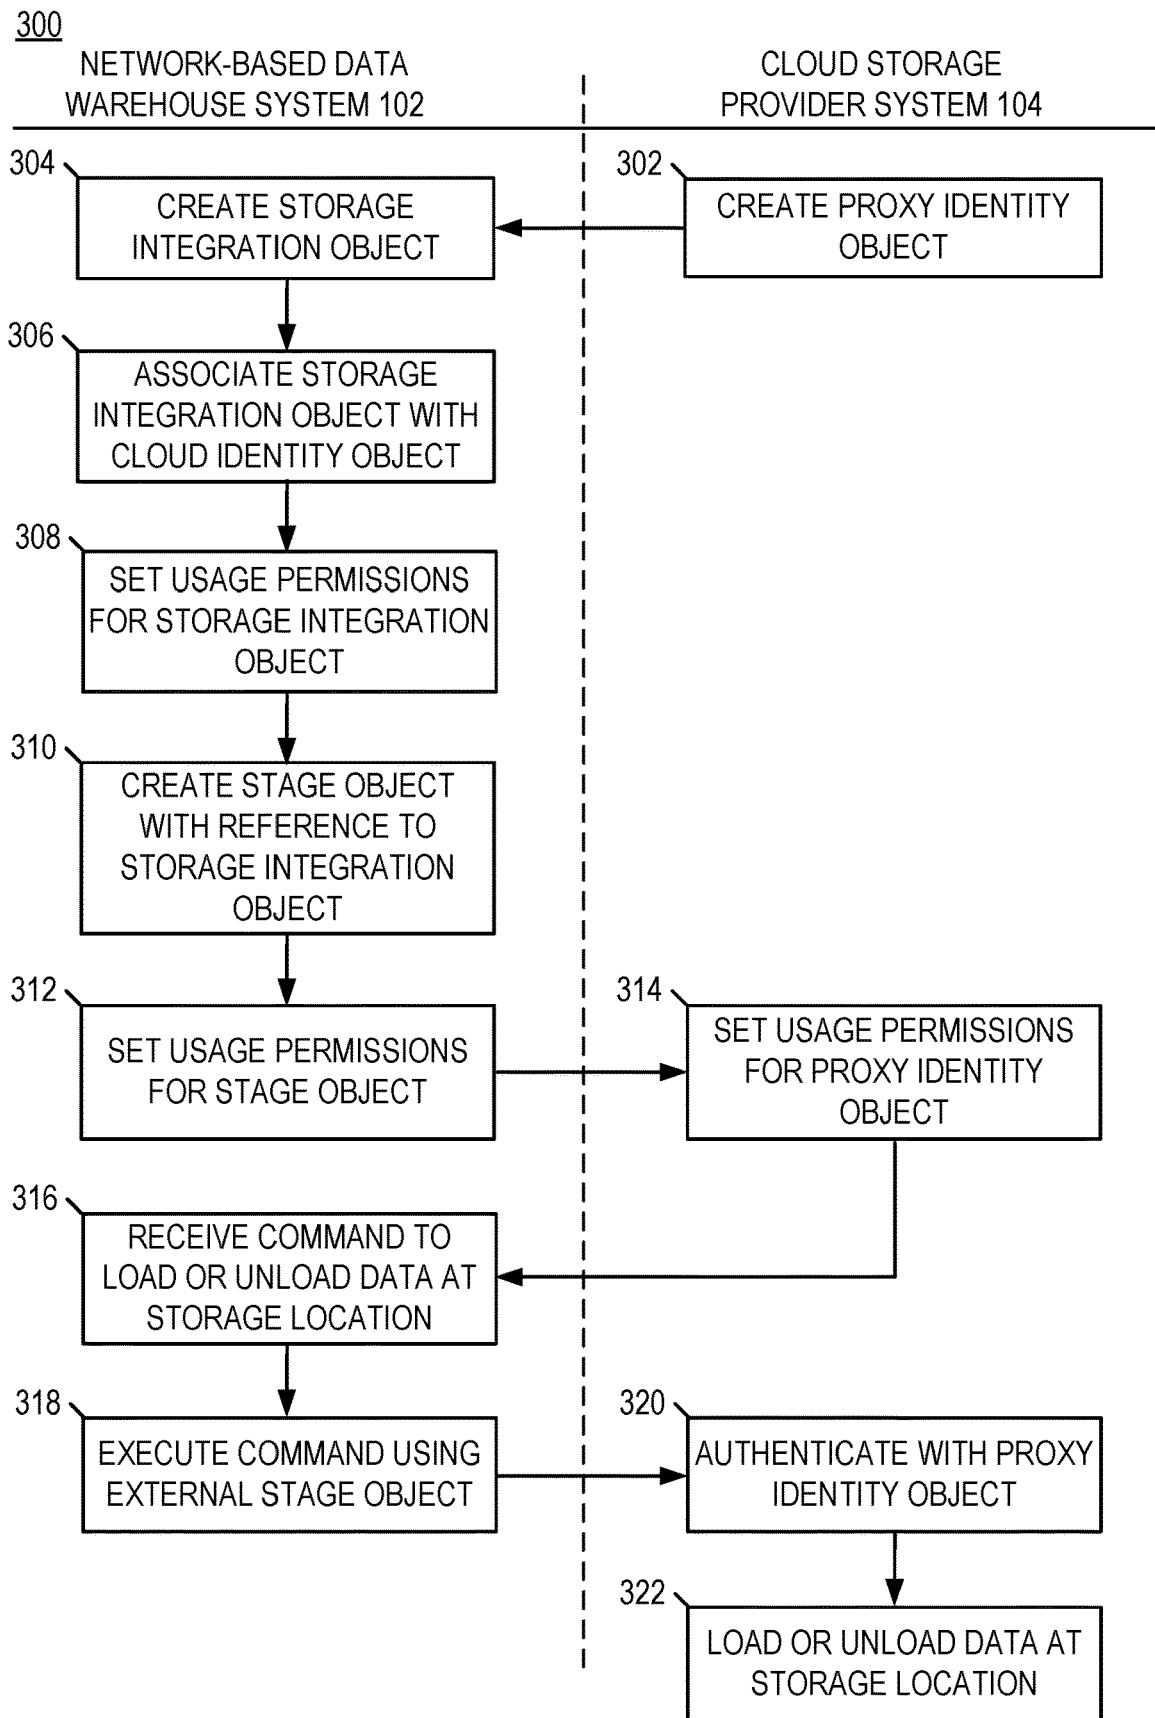 300
NETWORK-BASED DATA
WAREHOUSE SYSTEM 102
CLOUD STORAGE
PROVIDER SYSTEM 104
304
CREATE STORAGE
INTEGRATION OBJECT
302
CREATE PROXY IDENTITY
OBJECT
306
ASSOCIATE STORAGE
INTEGRATION OBJECT WITH
CLOUD IDENTITY OBJECT
308
SET USAGE PERMISSIONS
FOR STORAGE INTEGRATION
OBJECT
310
CREATE STAGE OBJECT
WITH REFERENCE TO
STORAGE INTEGRATION
OBJECT
312
SET USAGE PERMISSIONS
FOR STAGE OBJECT
314
SET USAGE PERMISSIONS
FOR PROXY IDENTITY
OBJECT
316
RECEIVE COMMAND TO
LOAD OR UNLOAD DATA AT
STORAGE LOCATION
318
EXECUTE COMMAND USING
EXTERNAL STAGE OBJECT
320
AUTHENTICATE WITH PROXY
IDENTITY OBJECT
322
LOAD OR UNLOAD DATA AT
STORAGE LOCATION